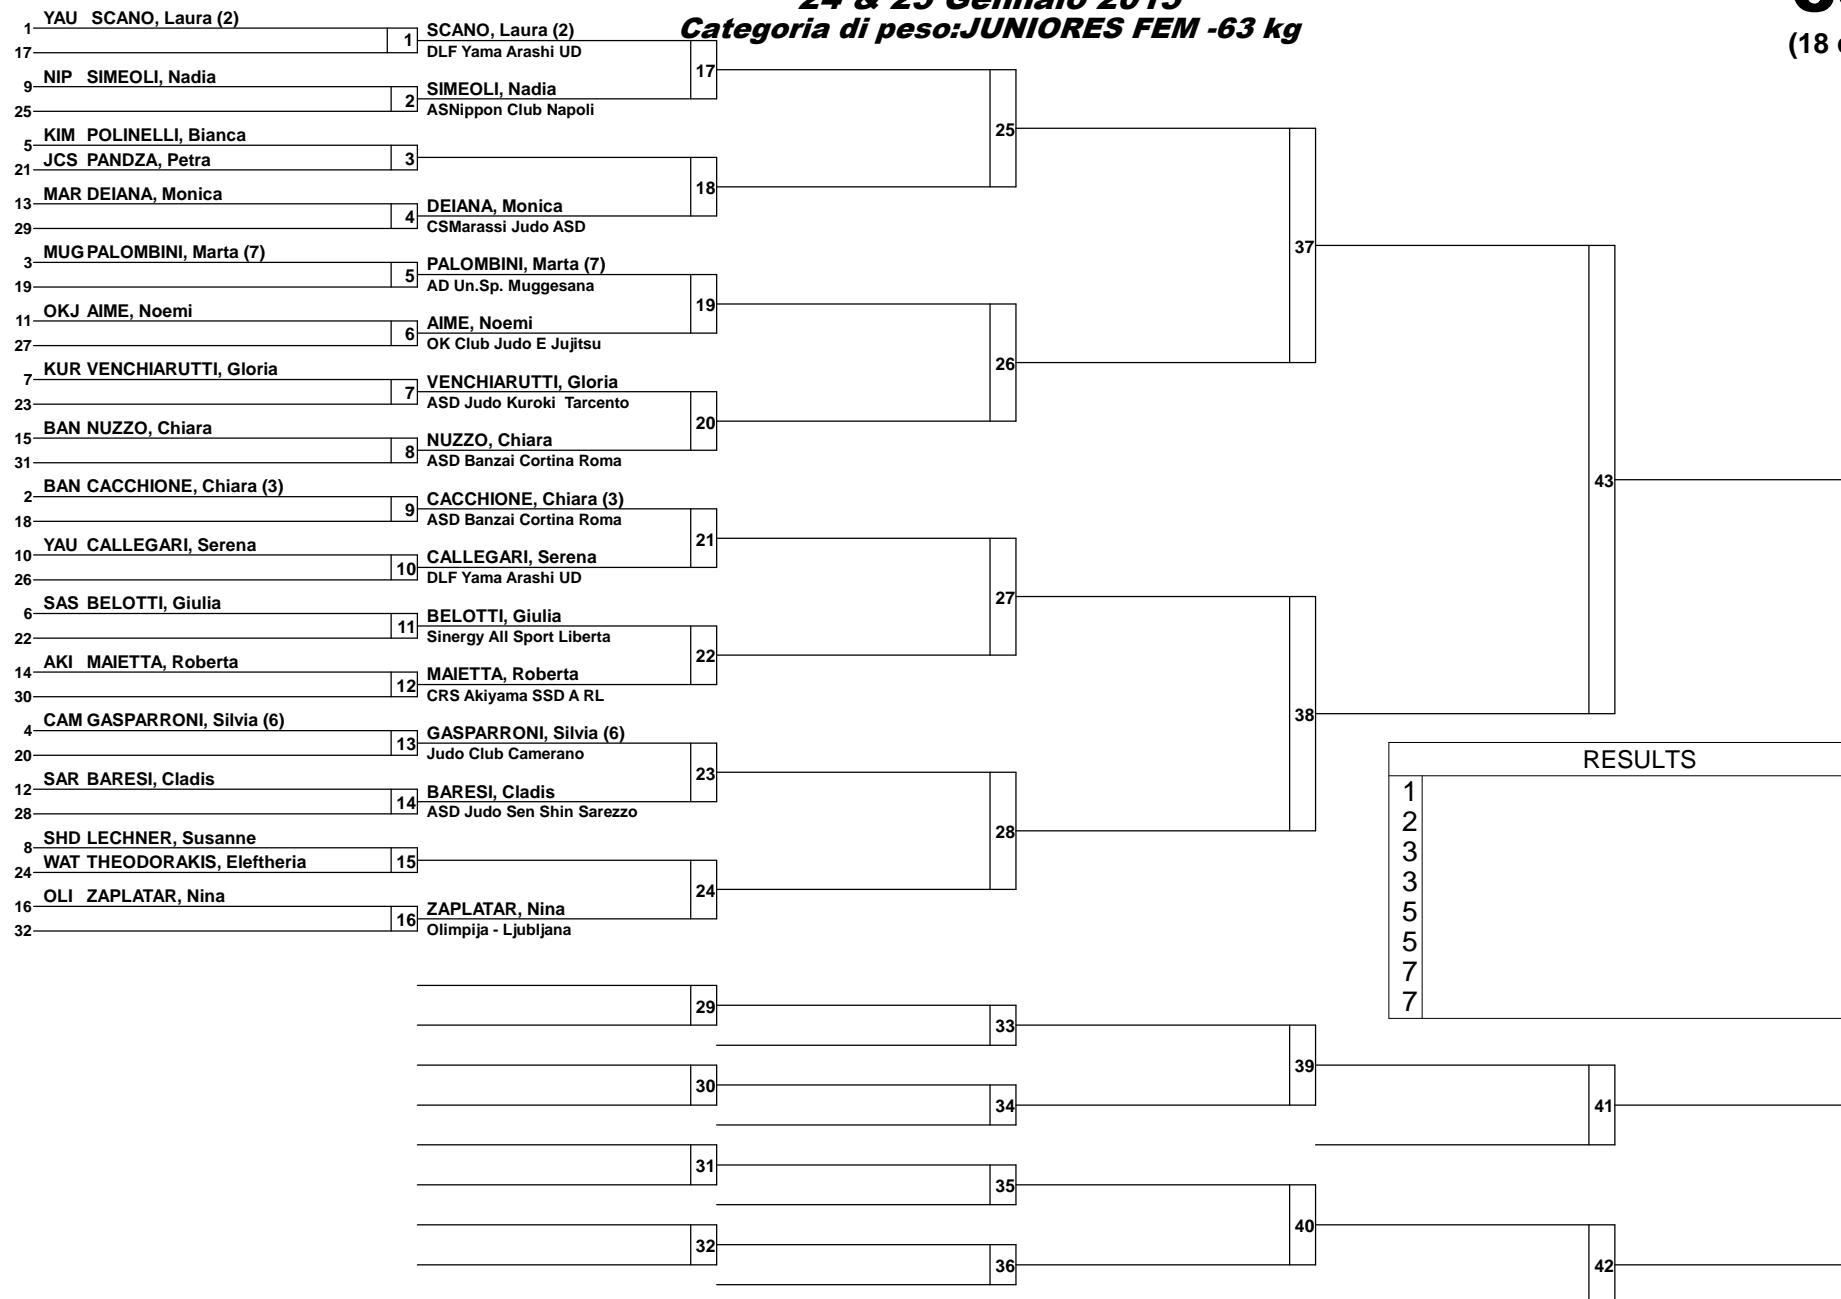 24 & 25 Gennaio 2015
Categoria di peso:JUNIORES FEM -63 kg
(18
1 YAU SCANO, Laura (2)
17
1 SCANO, Laura (2)
DLF Yama Arashi UD
17
9 NIP SIMEOLI, Nadia
25
2 SIMEOLI, Nadia
ASNippon Club Napoli
25
5 KIM POLINELLI, Bianca
21 JCS PANDZA, Petra
3
18
13 MAR DEIANA, Monica
29
4 DEIANA, Monica
CSMarassi Judo ASD
37
3 MUG PALOMBINI, Marta (7)
19
5 PALOMBINI, Marta (7)
AD Un.Sp. Muggesana
19
11 OKJ AIME, Noemi
27
6 AIME, Noemi
OK Club Judo E Jujitsu
26
7 KUR VENCHIARUTTI, Gloria
23
7 VENCHIARUTTI, Gloria
ASD Judo Kuroki Tarcento
20
15 BAN NUZZO, Chiara
31
8 NUZZO, Chiara
ASD Banzai Cortina Roma
43
2 BAN CACCHIONE, Chiara (3)
18
9 CACCHIONE, Chiara (3)
ASD Banzai Cortina Roma
21
10 YAU CALLEGARI, Serena
26
10 CALLEGARI, Serena
DLF Yama Arashi UD
27
6 SAS BELOTTI, Giulia
22
11 BELOTTI, Giulia
Sinergy All Sport Liberta
22
14 AKI MAIETTA, Roberta
30
12 MAIETTA, Roberta
CRS Akiyama SSD A RL
38
4 CAM GASPARRONI, Silvia (6)
20
13 GASPARRONI, Silvia (6)
Judo Club Camerano
23
12 SAR BARESI, Cladis
28
14 BARESI, Cladis
ASD Judo Sen Shin Sarezzo
28
8 SHD LECHNER, Susanne
24 WAT THEODORAKIS, Eleftheria
15
24
16 OLI ZAPLATAR, Nina
32
16 ZAPLATAR, Nina
Olimpija - Ljubljana
RESULTS
1
2
3
3
5
5
7
7
29
33
39
30
34
41
31
35
40
32
36
42